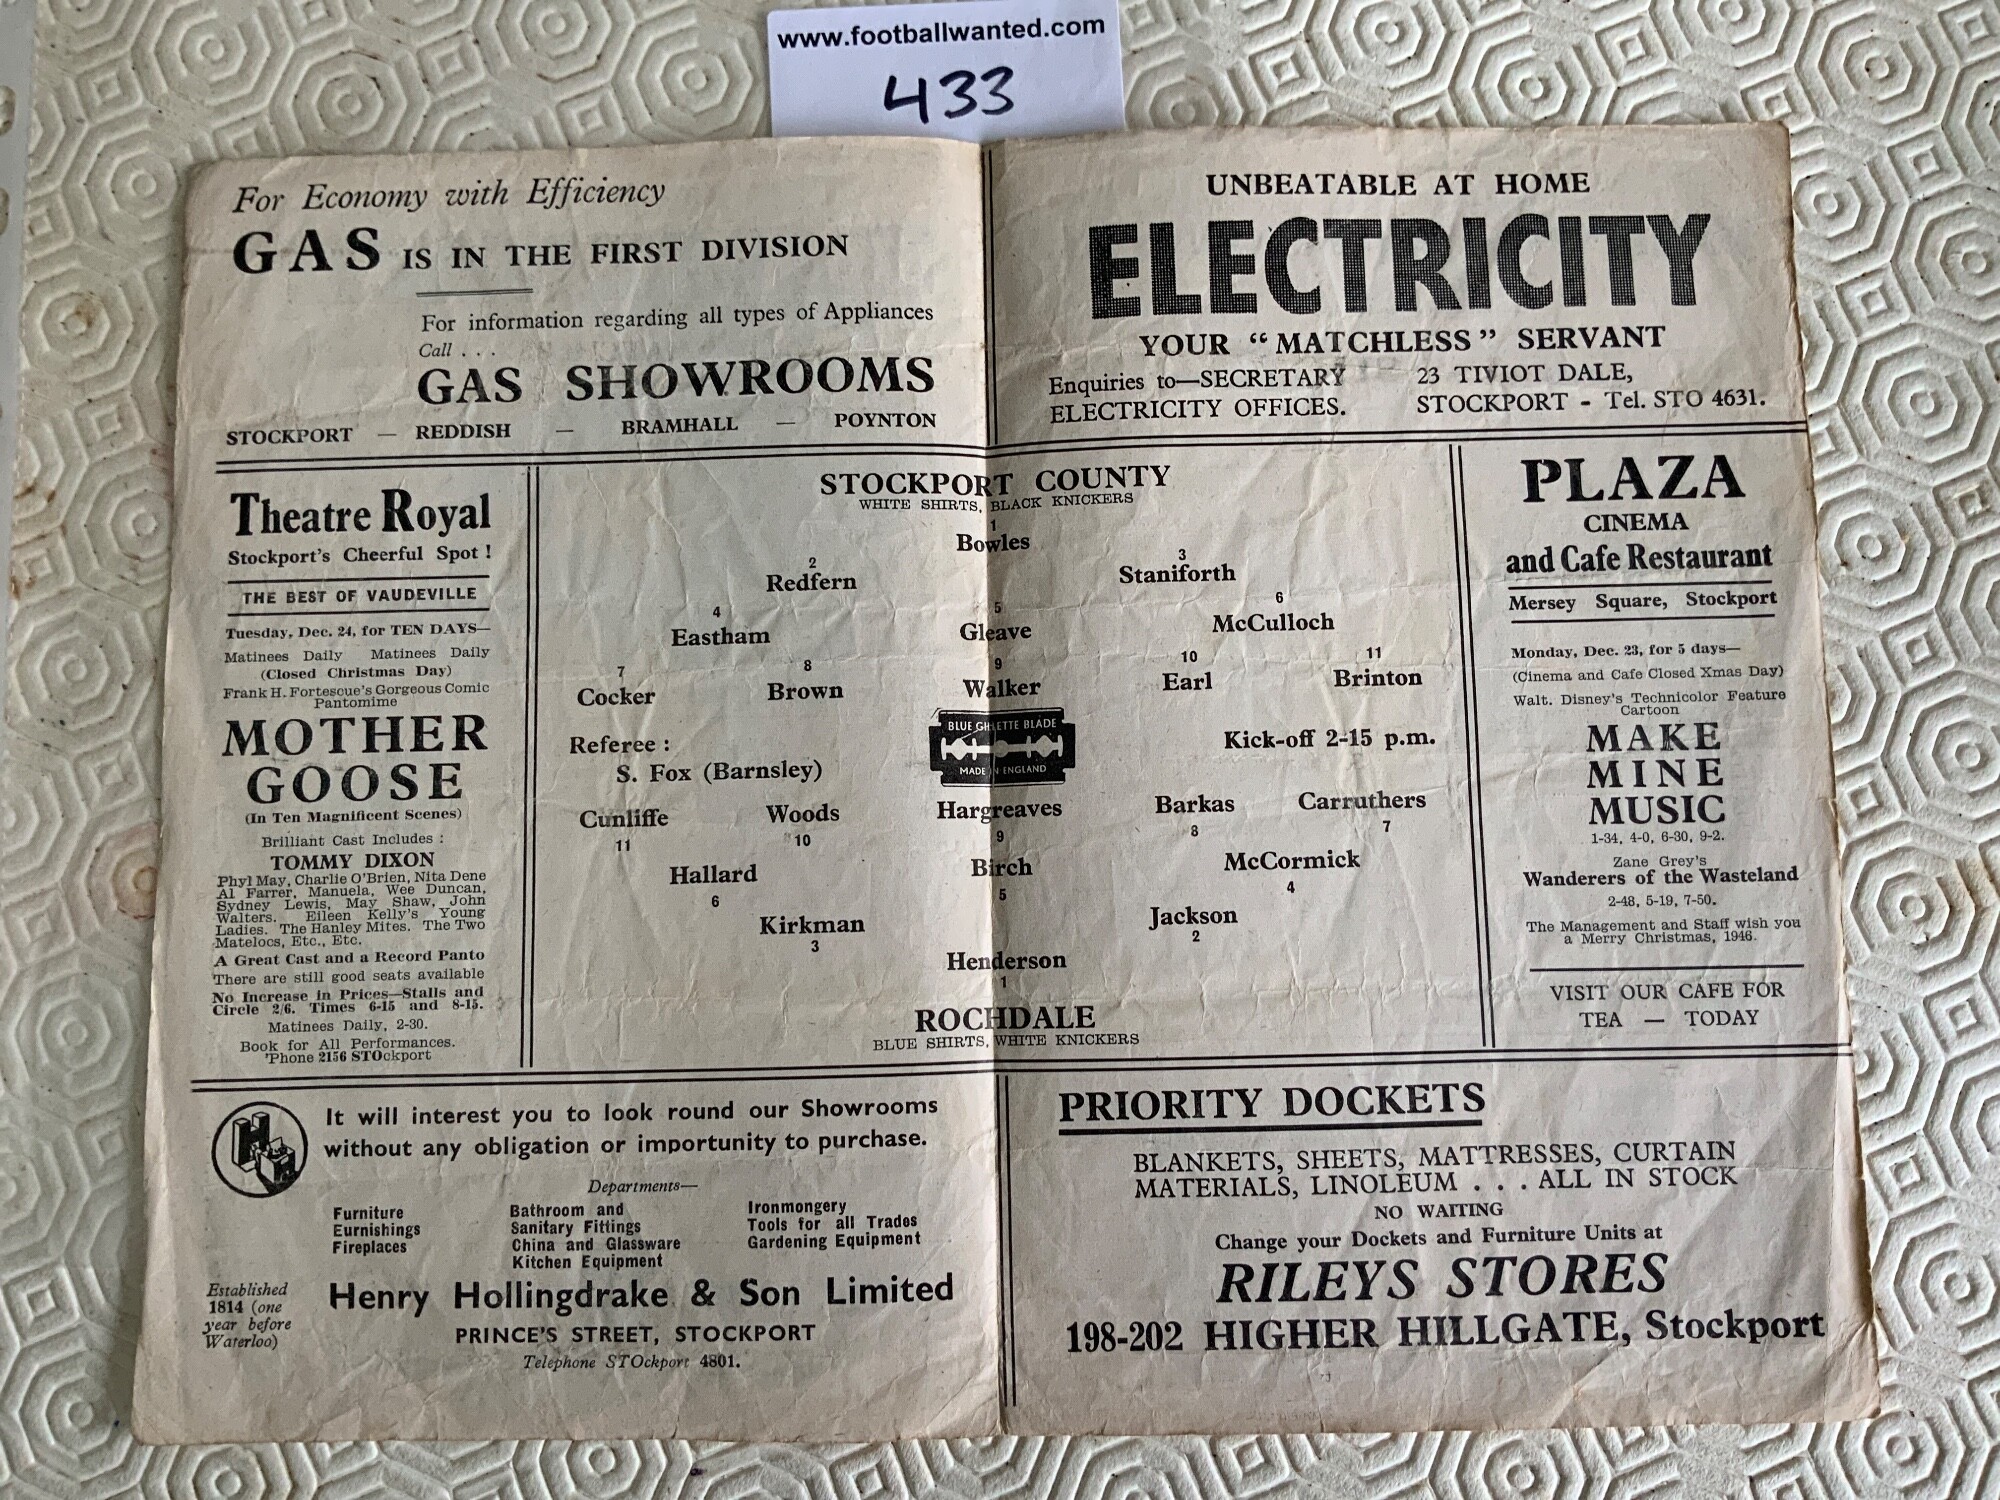 www.footballwanted.com
433
For Economy with Efficiency
GAS IS IN THE FIRST DIVISION
For information regarding all types of Appliances
Call . . .
GAS SHOWROOMS
STOCKPORT — REDDISH — BRAMHALL — POYNTON
UNBEATABLE AT HOME
ELECTRICITY
YOUR “MATCHLESS” SERVANT
Enquiries to—SECRETARY 23 TIVIOT DALE,
ELECTRICITY OFFICES. STOCKPORT - Tel. STO 4631.
Theatre Royal
Stockport's Cheerful Spot !
THE BEST OF VAUDEVILLE
Tuesday, Dec. 24, for TEN DAYS—
Matinees Daily Matinees Daily
(Closed Christmas Day)
Frank H. Fortescue's Gorgeous Comic
Pantomime
MOTHER
GOOSE
(In Ten Magnificent Scenes)
Brilliant Cast Includes :
TOMMY DIXON
Phyl May, Charlie O'Brien, Nita Dene
Al Farrer, Manuela, Wee Duncan,
Sydney Lewis, May Shaw, John
Walters. Eileen Kelly's Young
Ladies. The Hanley Mites. The Two
Matelocs, Etc., Etc.
A Great Cast and a Record Panto
There are still good seats available
No Increase in Prices—Stalls and
Circle 2/6. Times 6-15 and 8-15.
Matinees Daily, 2-30.
Book for All Performances.
'Phone 2156 STOckport
STOCKPORT COUNTY
WHITE SHIRTS, BLACK KNICKERS
1
Bowles
2 3
Redfern Staniforth
4 5 6
Eastham Gleave McCulloch
7 8 9 10 11
Cocker Brown Walker Earl Brinton
BLUE GILLETTE BLADE
MADE IN ENGLAND
Referee : Kick-off 2-15 p.m.
S. Fox (Barnsley)
Cunliffe Woods Hargreaves Barkas Carruthers
11 10 9 8 7
Hallard Birch McCormick
6 5 4
Kirkman Jackson
3 2
Henderson
1
ROCHDALE
BLUE SHIRTS, WHITE KNICKERS
PLAZA
CINEMA
and Cafe Restaurant
Mersey Square, Stockport
Monday, Dec. 23, for 5 days—
(Cinema and Cafe Closed Xmas Day)
Walt. Disney's Technicolor Feature
Cartoon
MAKE
MINE
MUSIC
1-34, 4-0, 6-30, 9-2.
Zane Grey's
Wanderers of the Wasteland
2-48, 5-19, 7-50.
The Management and Staff wish you
a Merry Christmas, 1946.
VISIT OUR CAFE FOR
TEA — TODAY
It will interest you to look round our Showrooms
without any obligation or importunity to purchase.
Departments—
Furniture Bathroom and Ironmongery
Eurnishings Sanitary Fittings Tools for all Trades
Fireplaces China and Glassware Gardening Equipment
Kitchen Equipment
Established
1814 (one
year before
Waterloo)
Henry Hollingdrake & Son Limited
PRINCE'S STREET, STOCKPORT
Telephone STOckport 4801.
PRIORITY DOCKETS
BLANKETS, SHEETS, MATTRESSES, CURTAIN
MATERIALS, LINOLEUM . . . ALL IN STOCK
NO WAITING
Change your Dockets and Furniture Units at
RILEYS STORES
198-202 HIGHER HILLGATE, Stockport